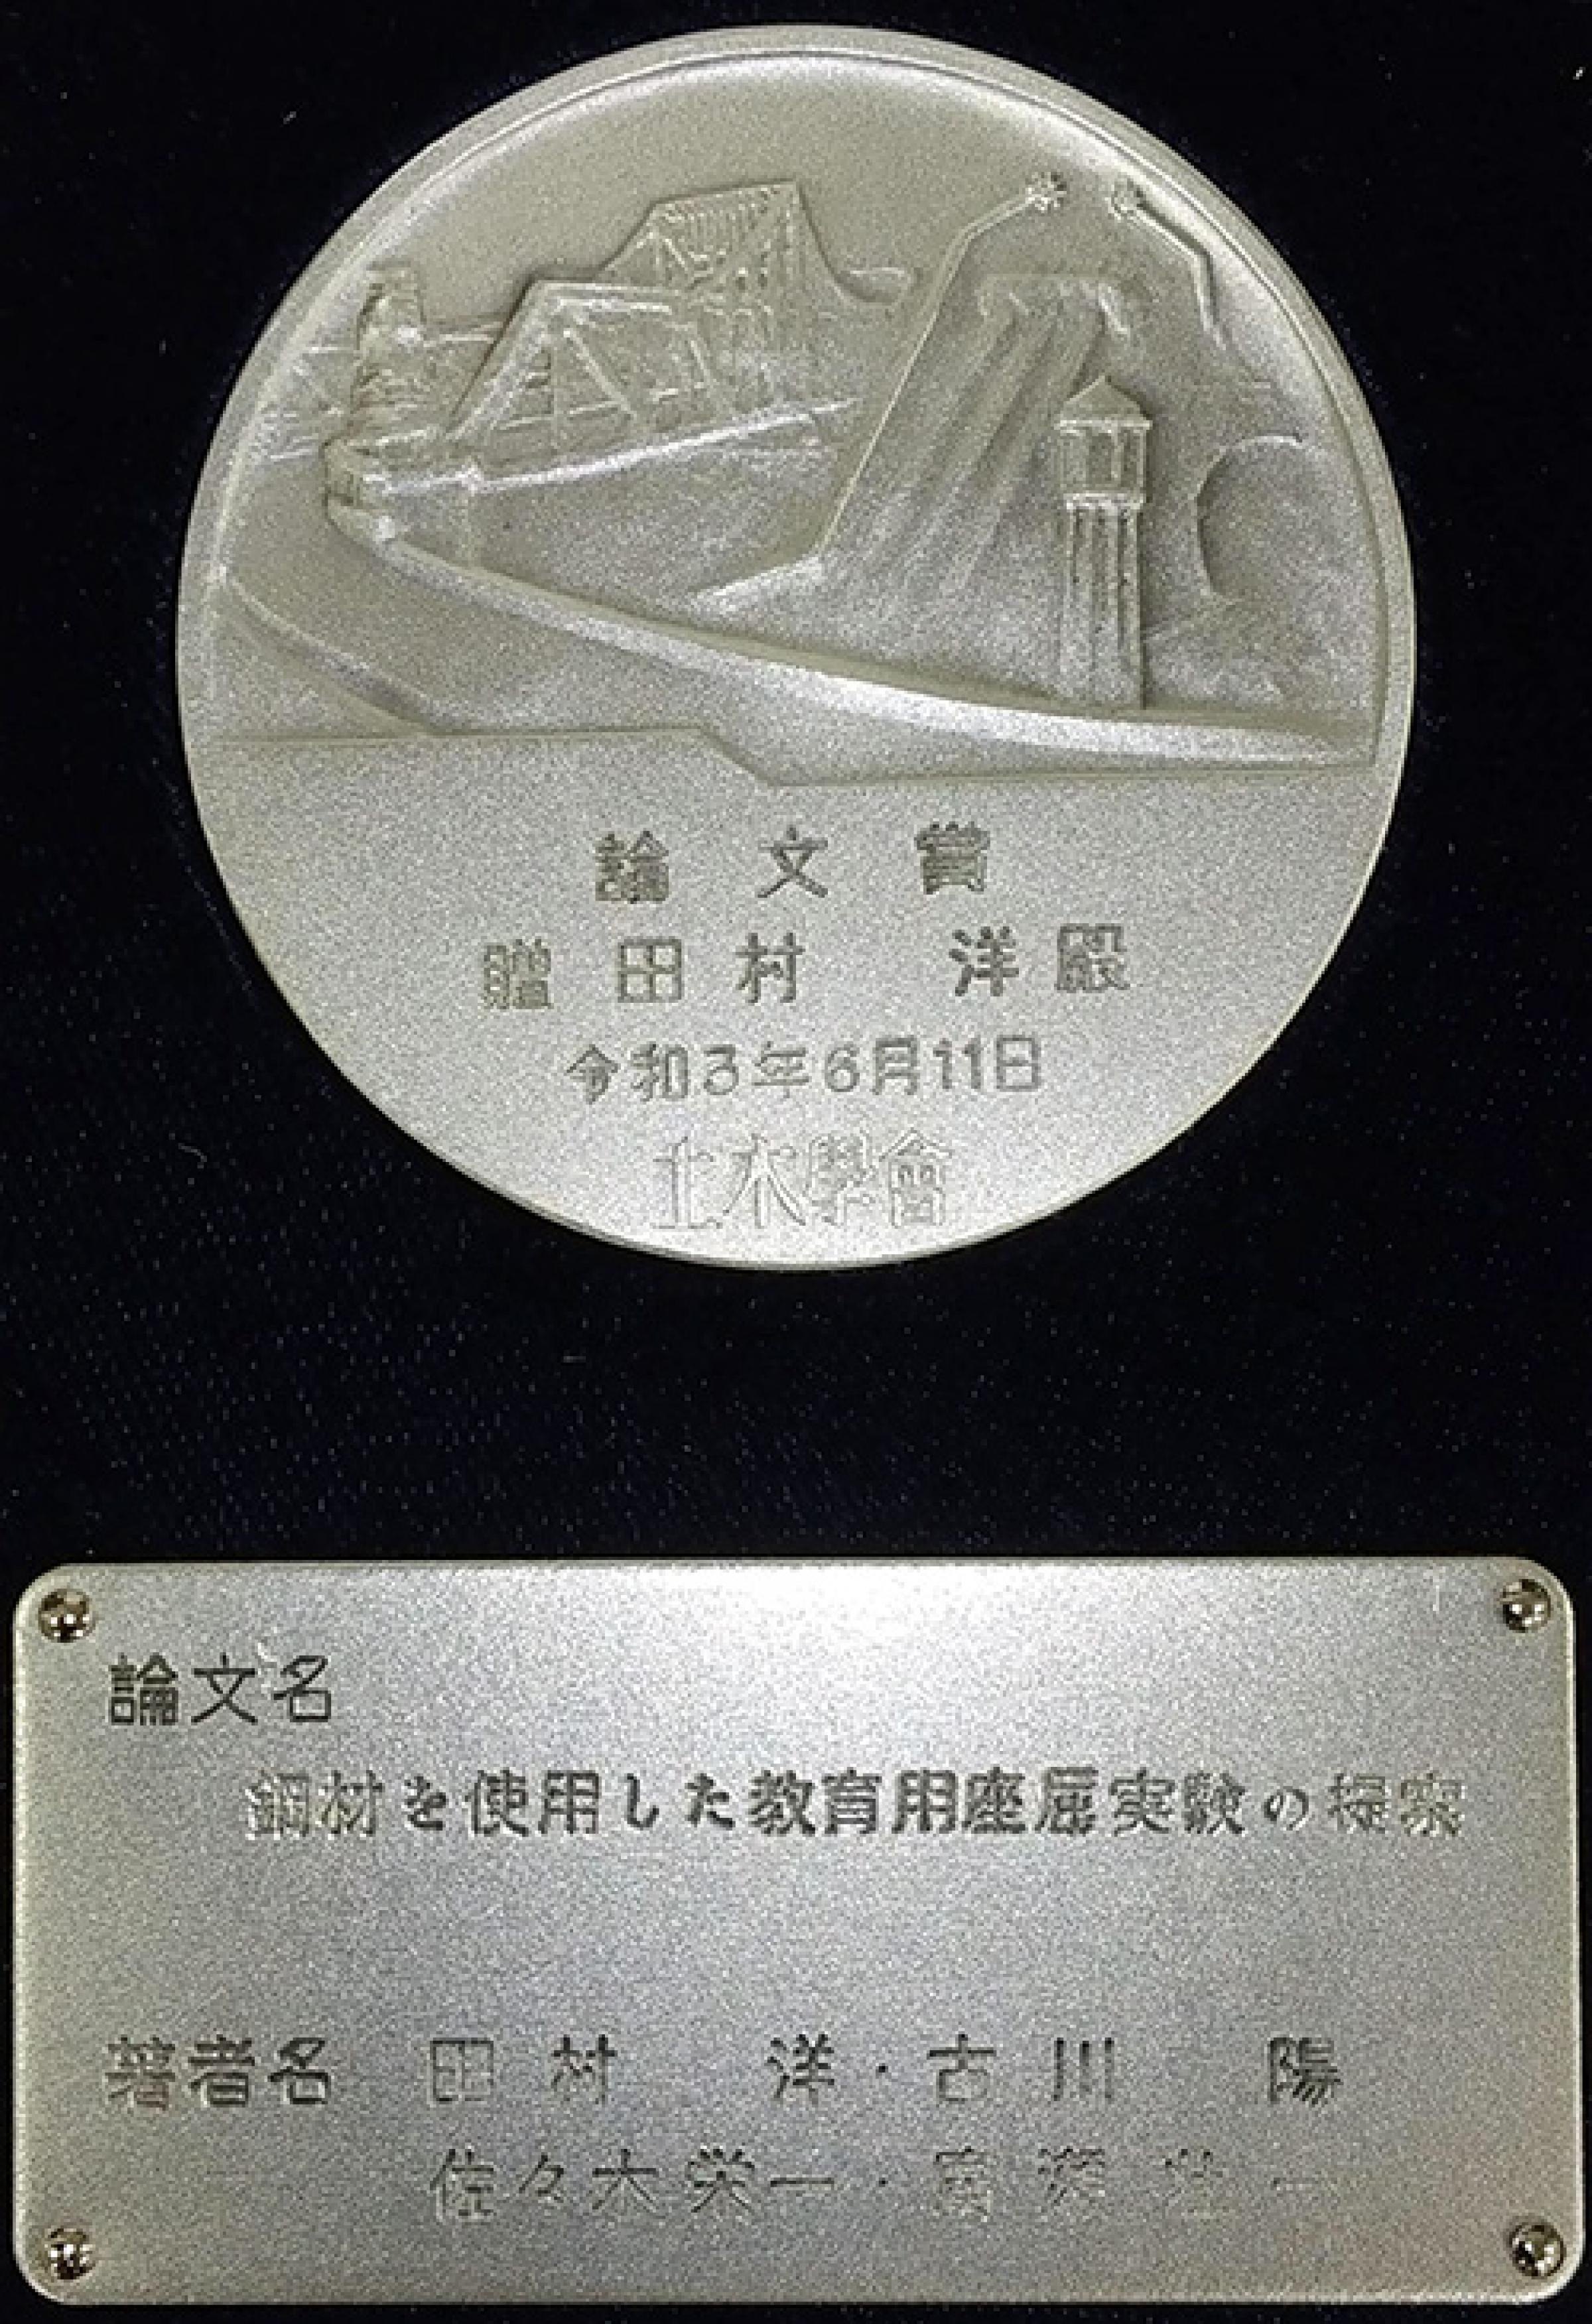 論文賞
贈 田村 洋殿
令和3年6月11日
土木學會
論文名
鋼材を使用した教育用座屈実験の提案
著者名 田村 洋・古川 陽
佐々木栄一・